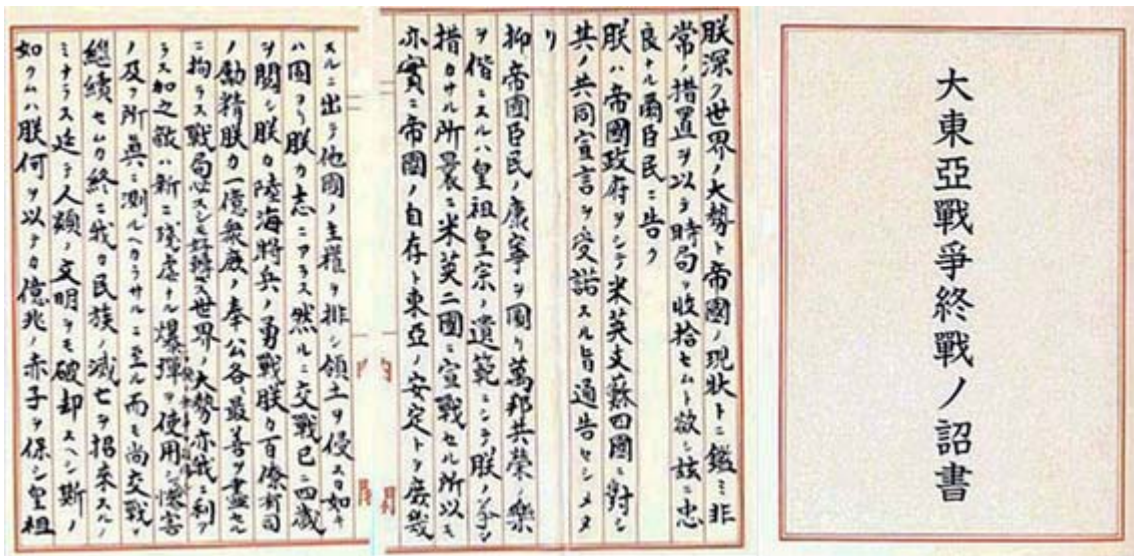 大東亞戰爭終戰ノ詔書
朕深ク世界ノ大勢ト帝國ノ現狀トニ鑑ミ非
常ノ措置ヲ以テ時局ヲ收拾セムト欲シ茲ニ忠
良ナル爾臣民ニ告ク
朕ハ帝國政府ヲシテ米英支蘇四國ニ對シ
其ノ共同宣言ヲ受諾スル旨通告セシメタ
リ
抑帝國臣民ノ康寧ヲ圖リ萬邦共榮ノ樂
ヲ偕ニスルハ皇祖皇宗ノ遺範ニシテ朕ノ拳々
措カサル所曩ニ米英二國ニ宣戰セル所以モ
亦實ニ帝國ノ自存ト東亞ノ安定トヲ庶幾
スルニ出テ他國ノ主權ヲ排シ領土ヲ侵スカ如キ
ハ固ヨリ朕カ志ニアラス然ルニ交戰已ニ四歲
ヲ閱シ朕カ陸海將兵ノ勇戰朕カ百僚有司
ノ勵精朕カ一億衆庶ノ奉公各最善ヲ盡セル
ニ拘ラス戰局必スシモ好轉セス世界ノ大勢亦我ニ利ア
ラス加之敵ハ新ニ殘虐ナル爆彈ヲ使用シ慘害
ノ及フ所眞ニ測ルヘカラサルニ至ル而モ尚交戰ヲ
繼續セムカ終ニ我カ民族ノ滅亡ヲ招來スルノ
ミナラス延テ人類ノ文明ヲモ破却スヘシ斯ノ
如クムハ朕何ヲ以テカ億兆ノ赤子ヲ保シ皇祖